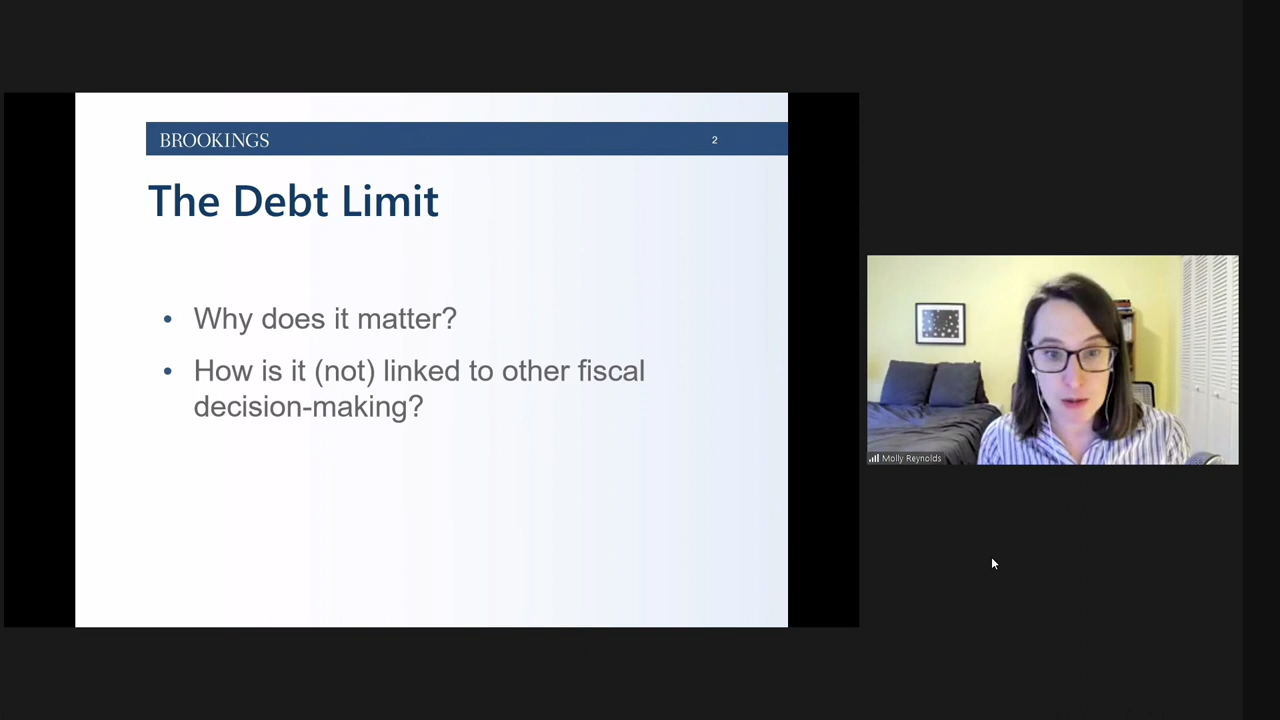 BROOKINGS
2
The Debt Limit
• Why does it matter?
• How is it (not) linked to other fiscal
decision-making?
Molly Reynolds